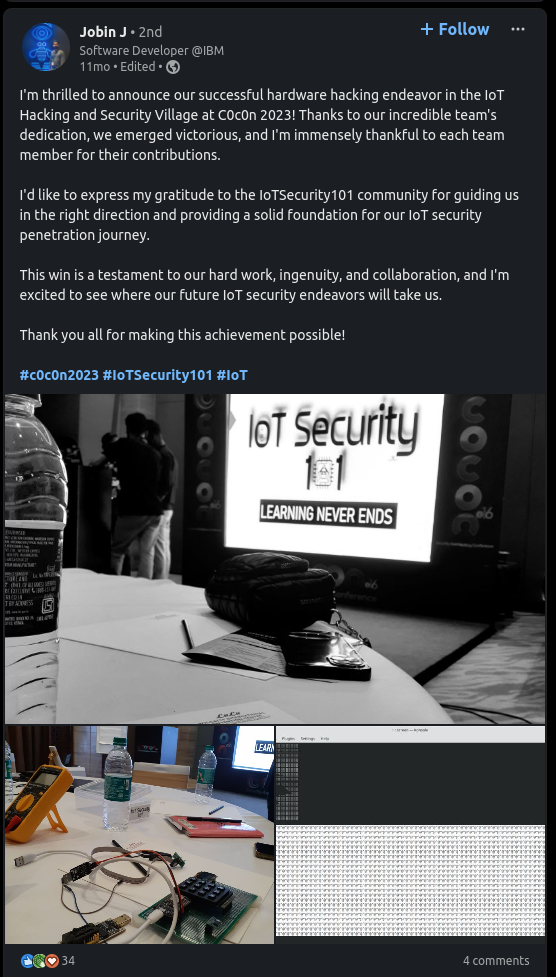 Jobin J • 2nd
+ Follow
Software Developer @IBM
11mo • Edited •
I'm thrilled to announce our successful hardware hacking endeavor in the IoT
Hacking and Security Village at C0c0n 2023! Thanks to our incredible team's
dedication, we emerged victorious, and I'm immensely thankful to each team
member for their contributions.
I'd like to express my gratitude to the IoTSecurity101 community for guiding us
in the right direction and providing a solid foundation for our IoT security
penetration journey.
This win is a testament to our hard work, ingenuity, and collaboration, and I'm
excited to see where our future IoT security endeavors will take us.
Thank you all for making this achievement possible!
#c0c0n2023 #IoTSecurity101 #IoT
IoT Security
101
LEARNING NEVER ENDS
Plugins Settings Help
34
4 comments